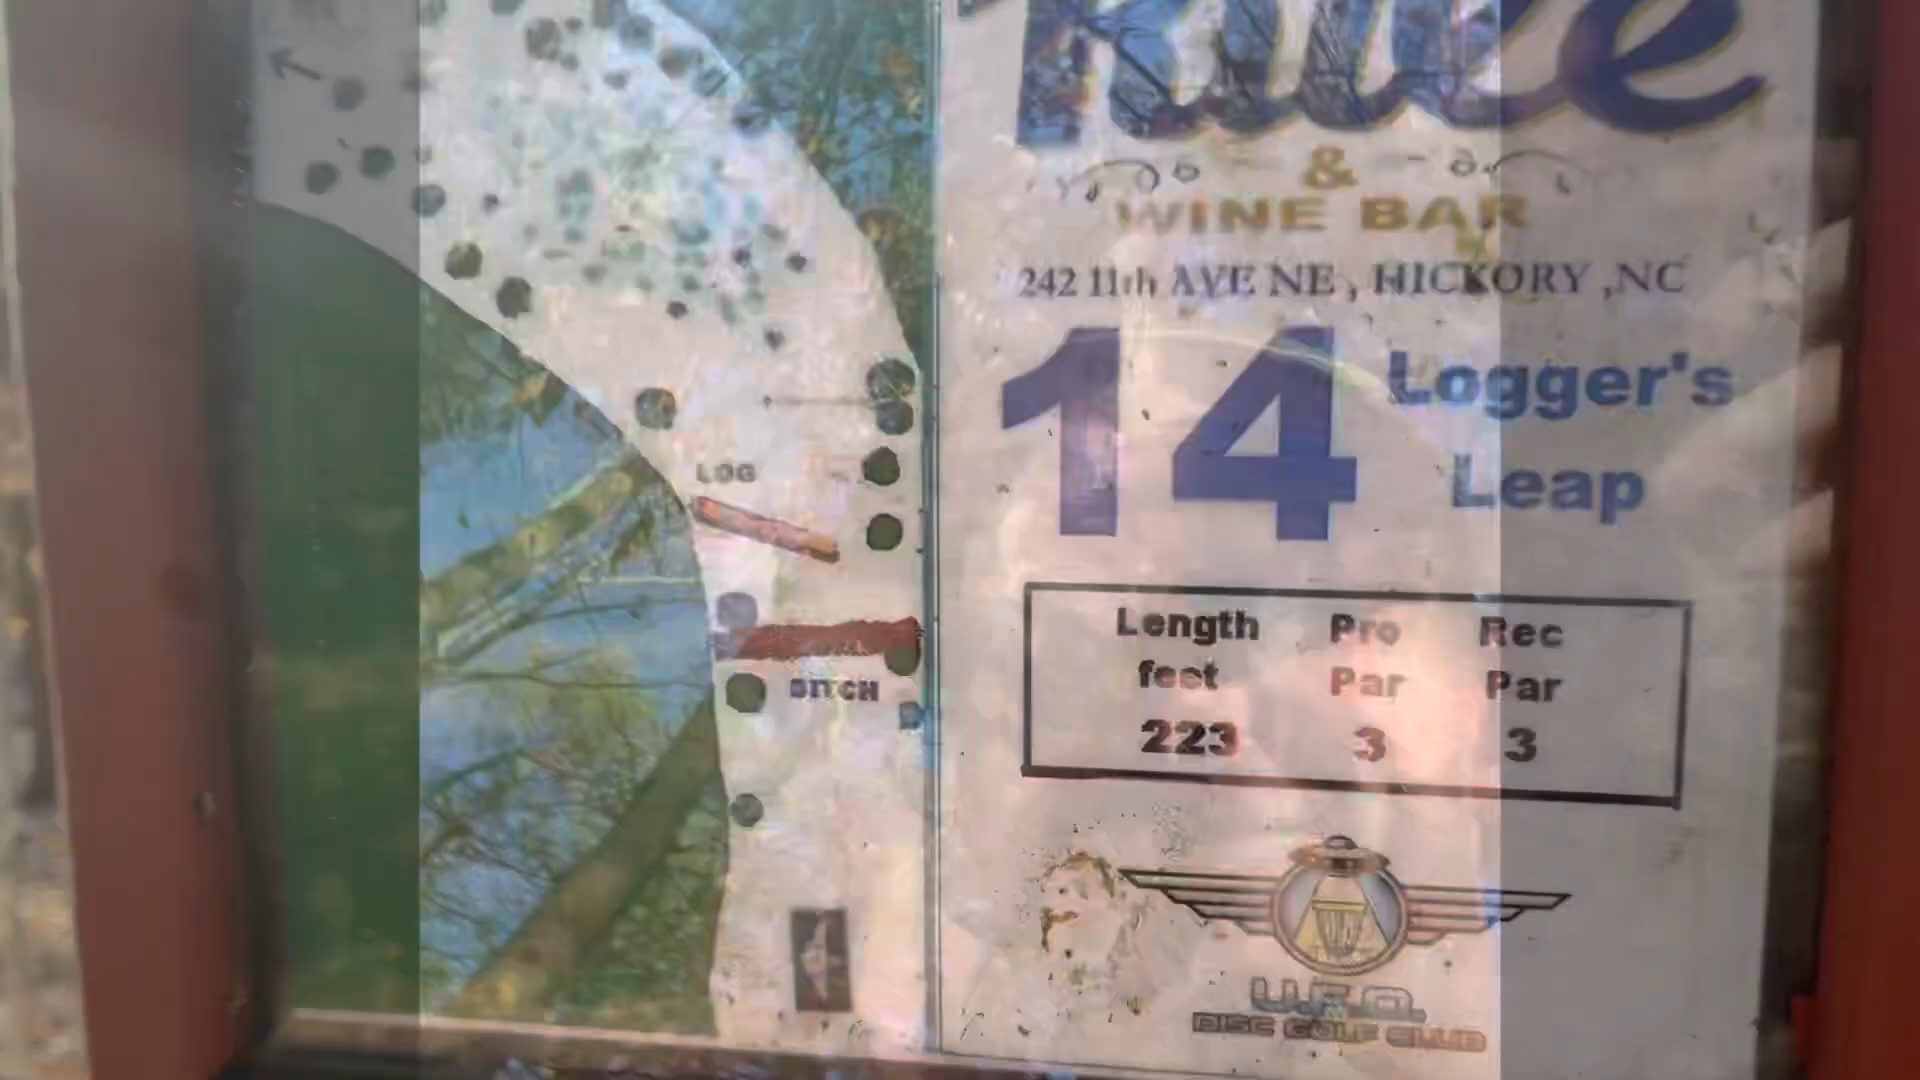 &
WINE BAR
242 11th AVE NE, HICKORY ,NC
14 Logger's
Leap
LOG
Length Pro Rec
feet Par Par
223 3 3
U.F.O.
DISC GOLF CLUB